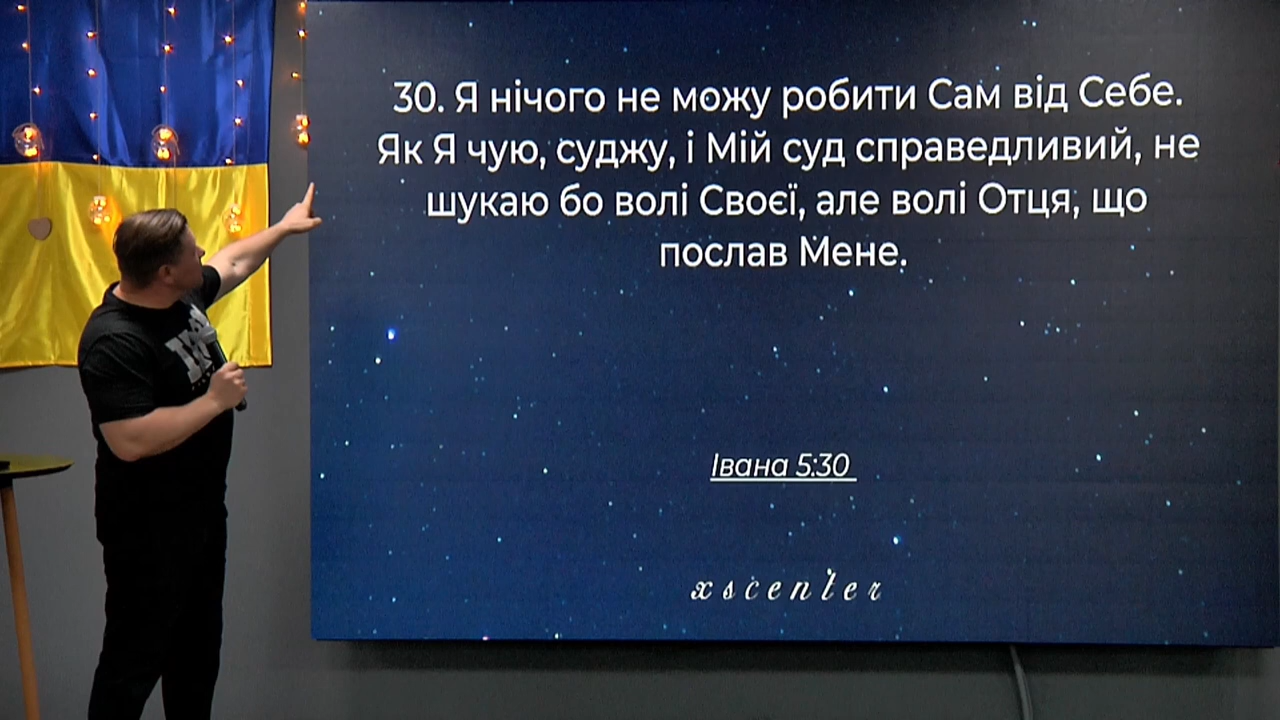 30. Я нічого не можу робити Сам від Себе.
Як Я чую, суджу, і Мій суд справедливий, не
шукаю бо волі Своєї, але волі Отця, що
послав Мене.
Івана 5:30
xscenter